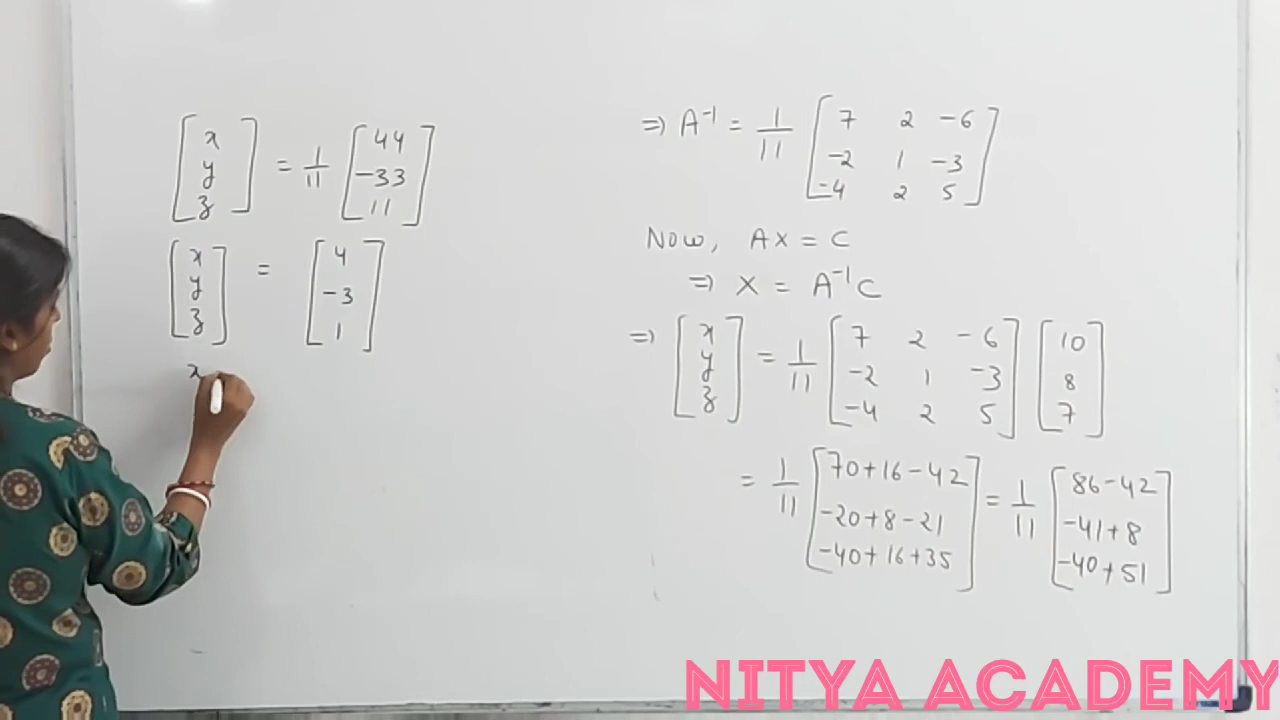 [x y z] = 1/11 [44 -33 11]
[x y z] = [4 -3 1]
x
⇒ A⁻¹ = 1/11 [7 2 -6; -2 1 -3; -4 2 5]
Now, AX = C
⇒ X = A⁻¹C
⇒ [x y z] = 1/11 [7 2 -6; -2 1 -3; -4 2 5] [10 8 7]
= 1/11 [70+16-42; -20+8-21; -40+16+35] = 1/11 [86-42; -41+8; -40+51]
NITYA ACADEMY